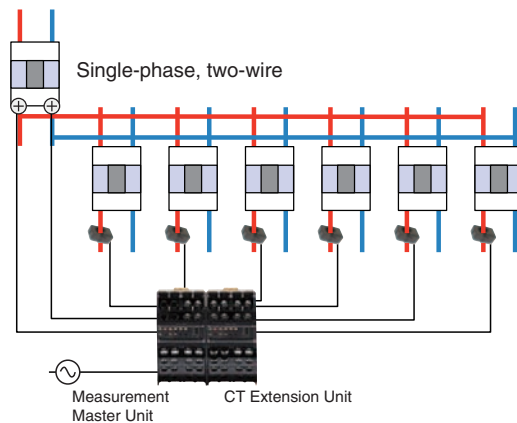 Single-phase, two-wire
Measurement
Master Unit
CT Extension Unit